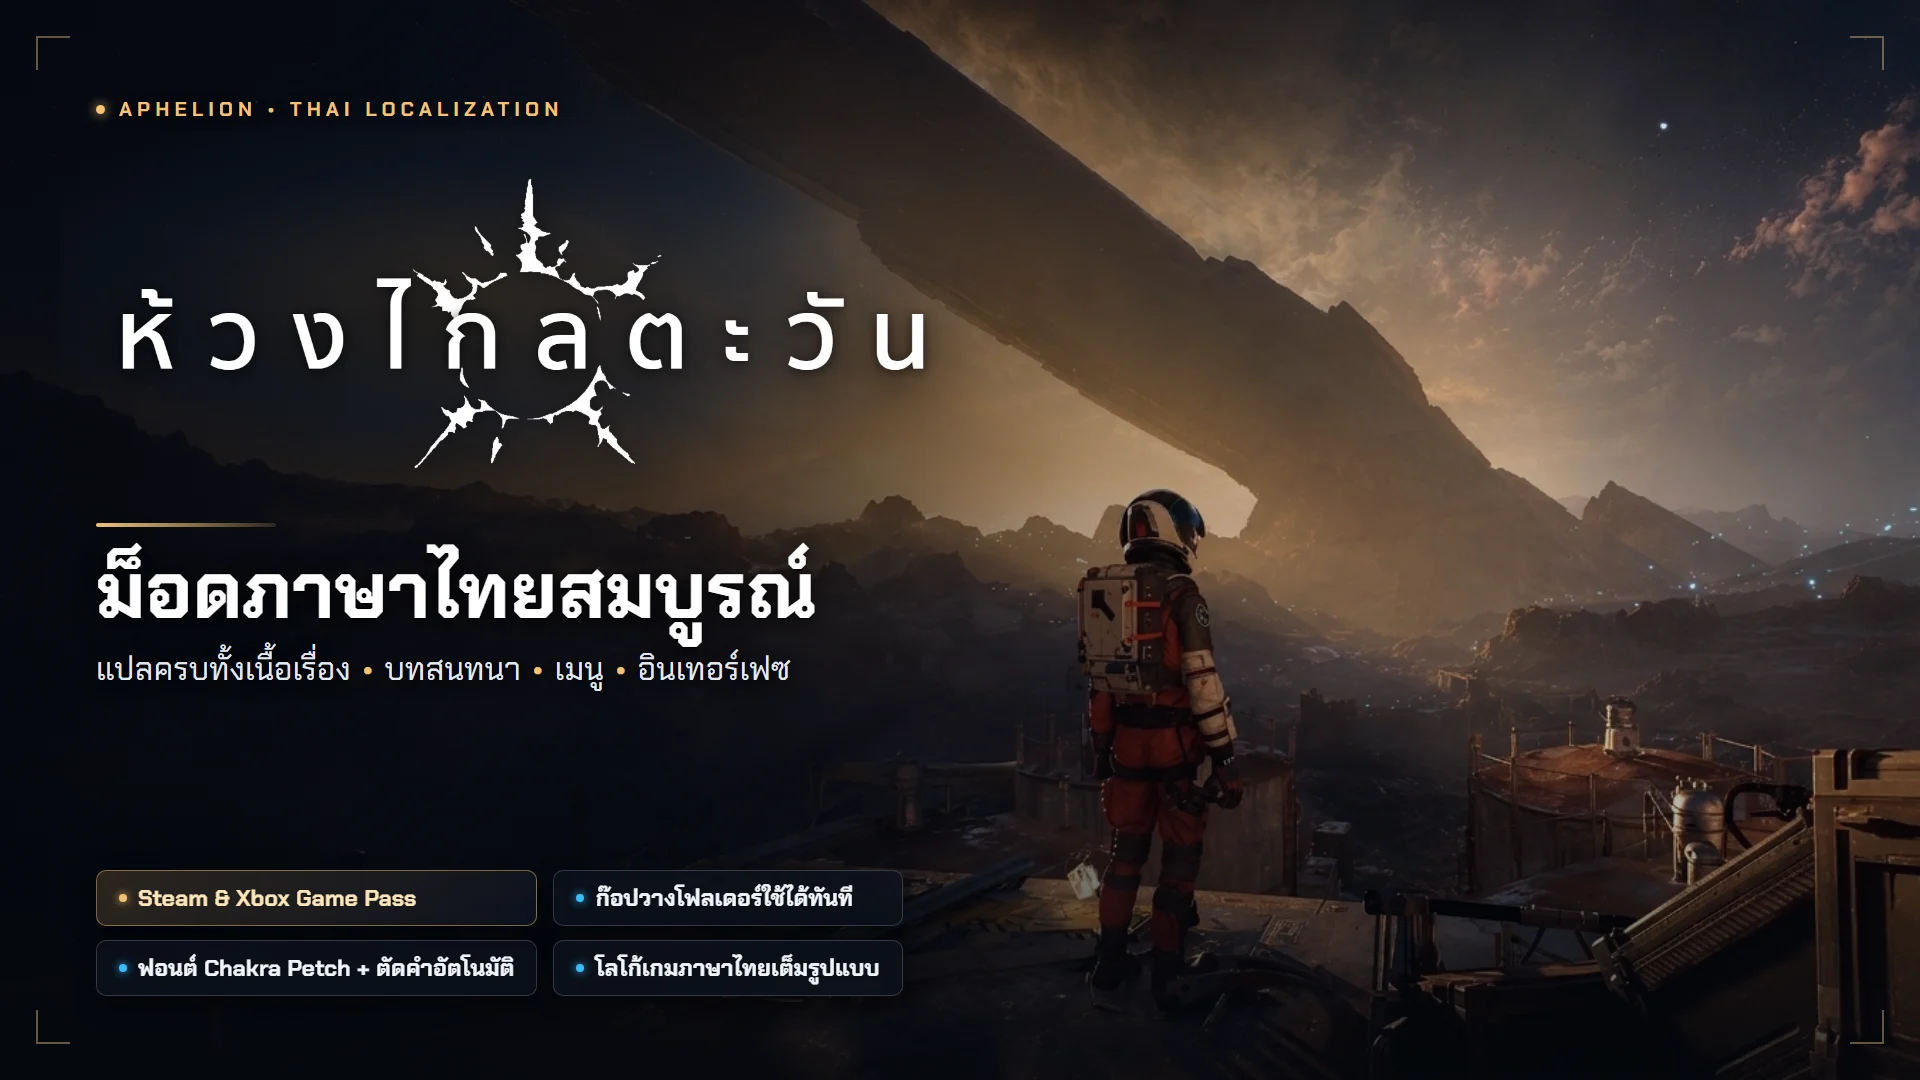 APHELION • THAI LOCALIZATION
ห้วงไกลตะวัน
ม็อดภาษาไทยสมบูรณ์
แปลครบทั้งเนื้อเรื่อง • บทสนทนา • เมนู • อินเทอร์เฟซ
Steam & Xbox Game Pass
ก๊อปวางโฟลเดอร์ใช้ได้ทันที
ฟอนต์ Chakra Petch + ตัดคำอัตโนมัติ
โลโก้เกมภาษาไทยเต็มรูปแบบ